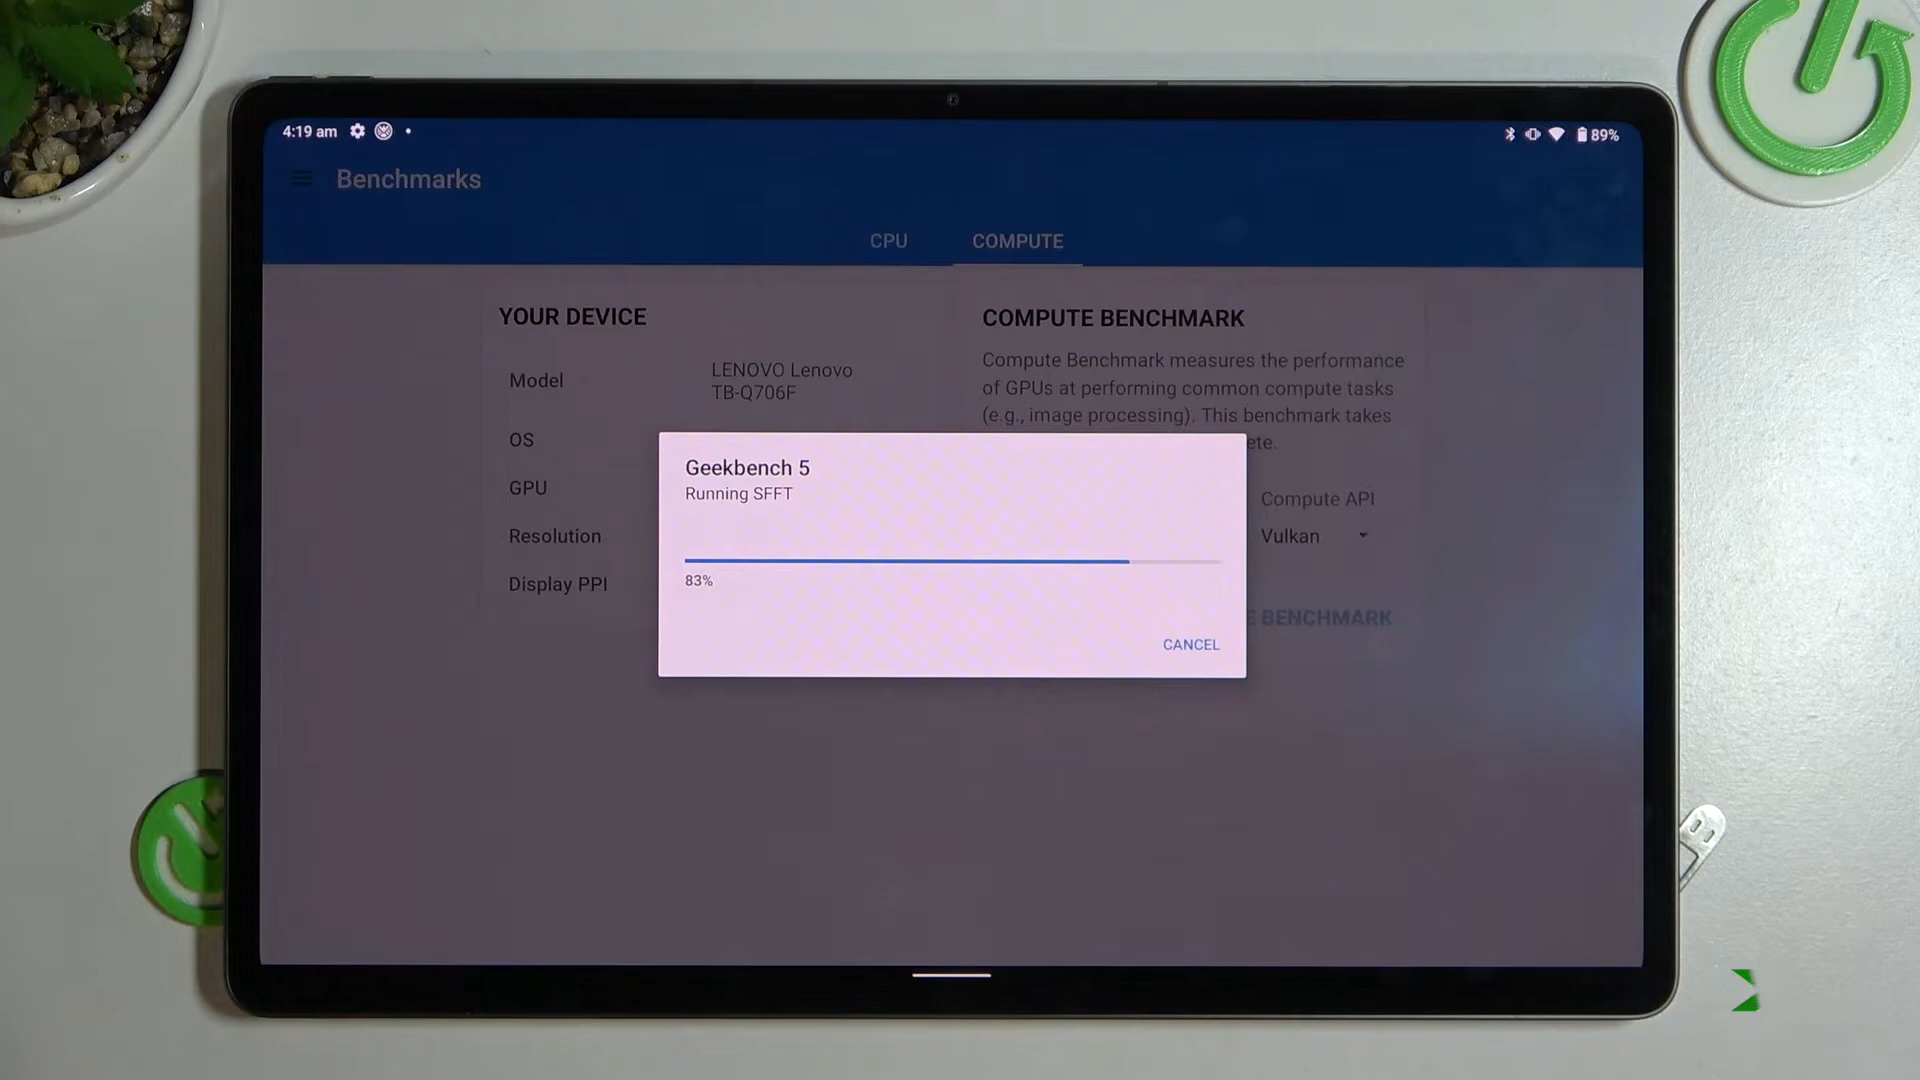 4:19 am
89%
Benchmarks
CPU
COMPUTE
YOUR DEVICE
Model
LENOVO Lenovo
TB-Q706F
OS
GPU
Resolution
Display PPI
COMPUTE BENCHMARK
Compute Benchmark measures the performance
of GPUs at performing common compute tasks
(e.g., image processing). This benchmark takes
ete.
Compute API
Vulkan
E BENCHMARK
Geekbench 5
Running SFFT
83%
CANCEL